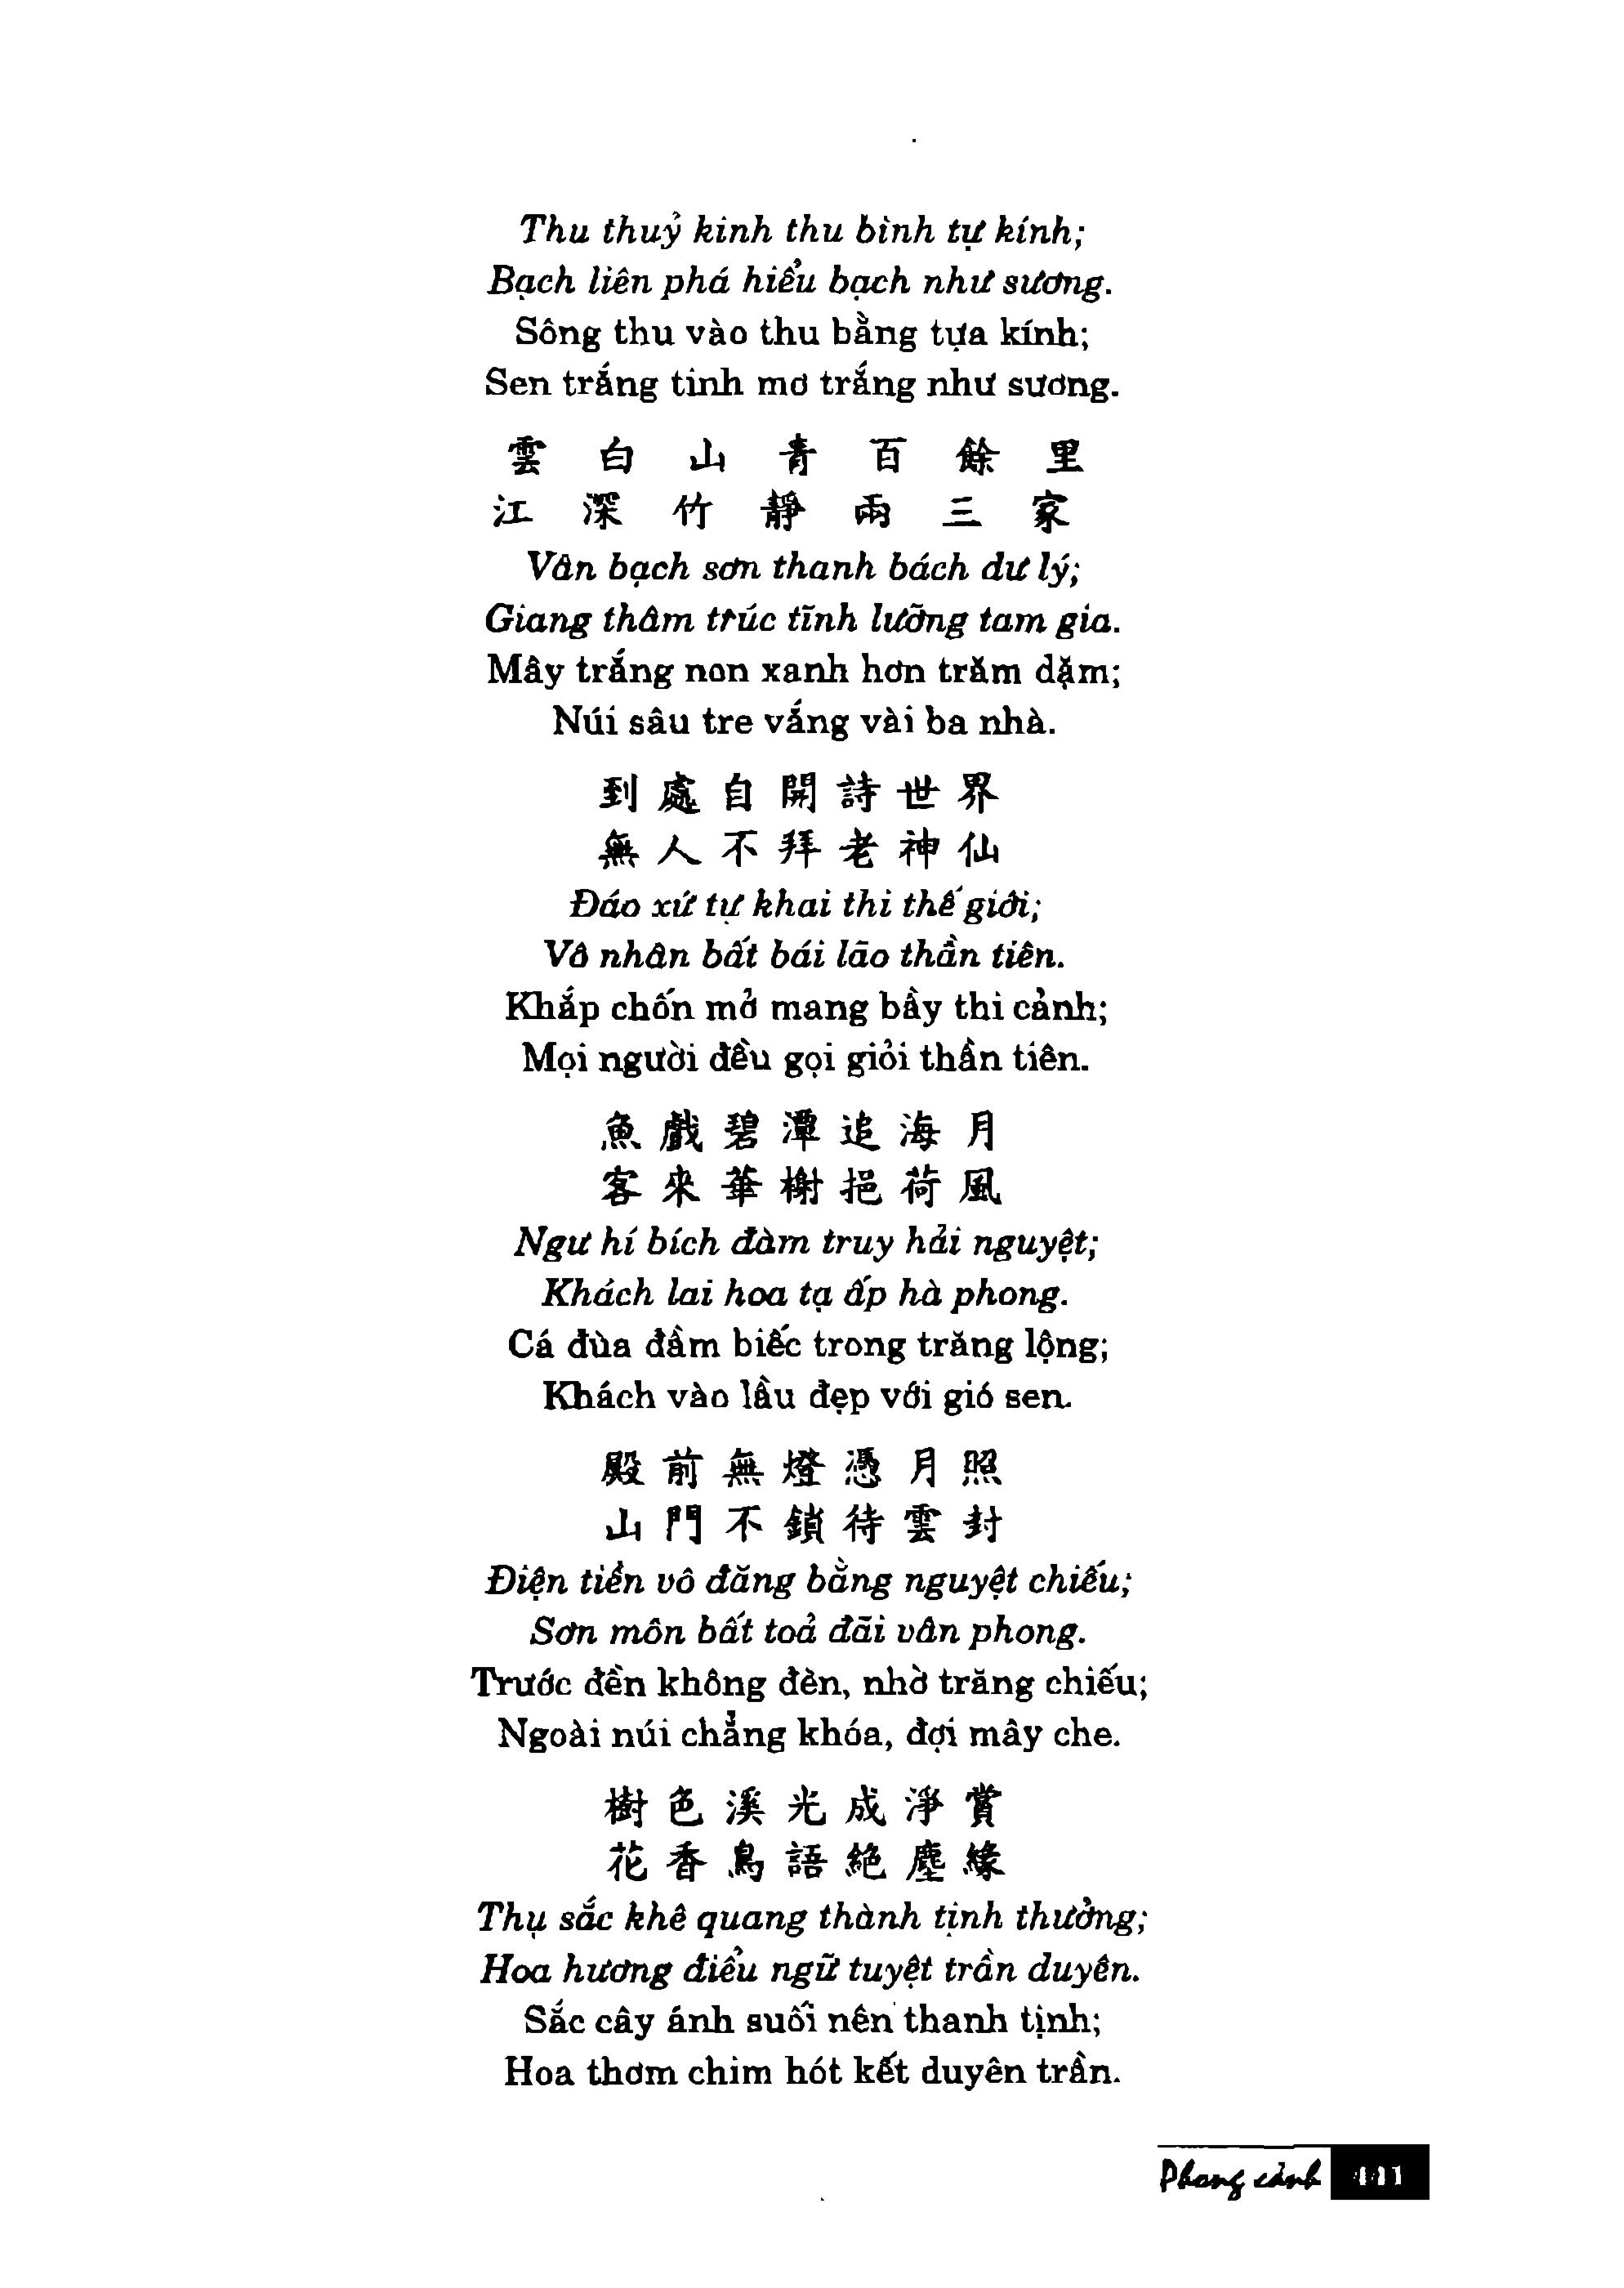 Thu thuỷ kinh thu bình tự kính;
Bạch liên phá hiểu bạch như sương.
Sông thu vào thu bằng tựa kính;
Sen trắng tinh mơ trắng như sương.
雲白山青百餘里
江深竹靜兩三家
Vân bạch sơn thanh bách dư lý;
Giang thâm trúc tĩnh lưỡng tam gia.
Mây trắng non xanh hơn trăm dặm;
Núi sâu tre vắng vài ba nhà.
到處自開詩世界
無人不拜老神仙
Đáo xứ tự khai thi thế giới;
Vô nhân bất bái lão thần tiên.
Khắp chốn mở mang bầy thi cảnh;
Mọi người đều gọi giỏi thần tiên.
魚戲碧潭追海月
客來華榭挹荷風
Ngư hí bích đàm truy hải nguyệt;
Khách lai hoa tạ ấp hà phong.
Cá đùa đầm biếc trong trăng lộng;
Khách vào lầu đẹp với gió sen.
殿前無燈憑月照
山門不鎖待雲封
Điện tiền vô đăng bằng nguyệt chiếu;
Sơn môn bất toả đãi vân phong.
Trước đền không đèn, nhờ trăng chiếu;
Ngoài núi chẳng khóa, đợi mây che.
樹色溪光成淨賞
花香鳥語絕塵緣
Thụ sắc khê quang thành tịnh thưởng;
Hoa hương điểu ngữ tuyệt trần duyên.
Sắc cây ánh suối nên thanh tịnh;
Hoa thơm chim hót kết duyên trần.
Phong cảnh 441